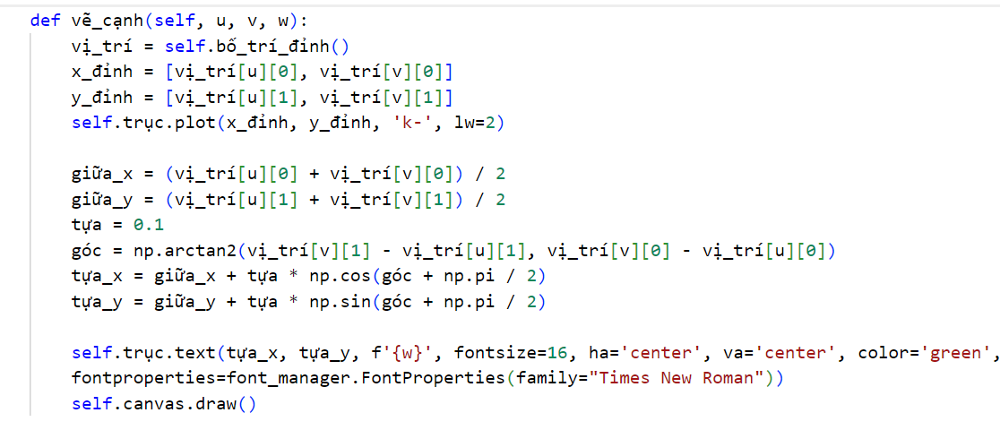 def vẽ_cạnh(self, u, v, w):
    vị_trí = self.bố_trí_đỉnh()
    x_đỉnh = [vị_trí[u][0], vị_trí[v][0]]
    y_đỉnh = [vị_trí[u][1], vị_trí[v][1]]
    self.trục.plot(x_đỉnh, y_đỉnh, 'k-', lw=2)
    giữa_x = (vị_trí[u][0] + vị_trí[v][0]) / 2
    giữa_y = (vị_trí[u][1] + vị_trí[v][1]) / 2
    tựa = 0.1
    góc = np.arctan2(vị_trí[v][1] - vị_trí[u][1], vị_trí[v][0] - vị_trí[u][0])
    tựa_x = giữa_x + tựa * np.cos(góc + np.pi / 2)
    tựa_y = giữa_y + tựa * np.sin(góc + np.pi / 2)
    self.trục.text(tựa_x, tựa_y, f'{w}', fontsize=16, ha='center', va='center', color='green',
    fontproperties=font_manager.FontProperties(family="Times New Roman"))
    self.canvas.draw()